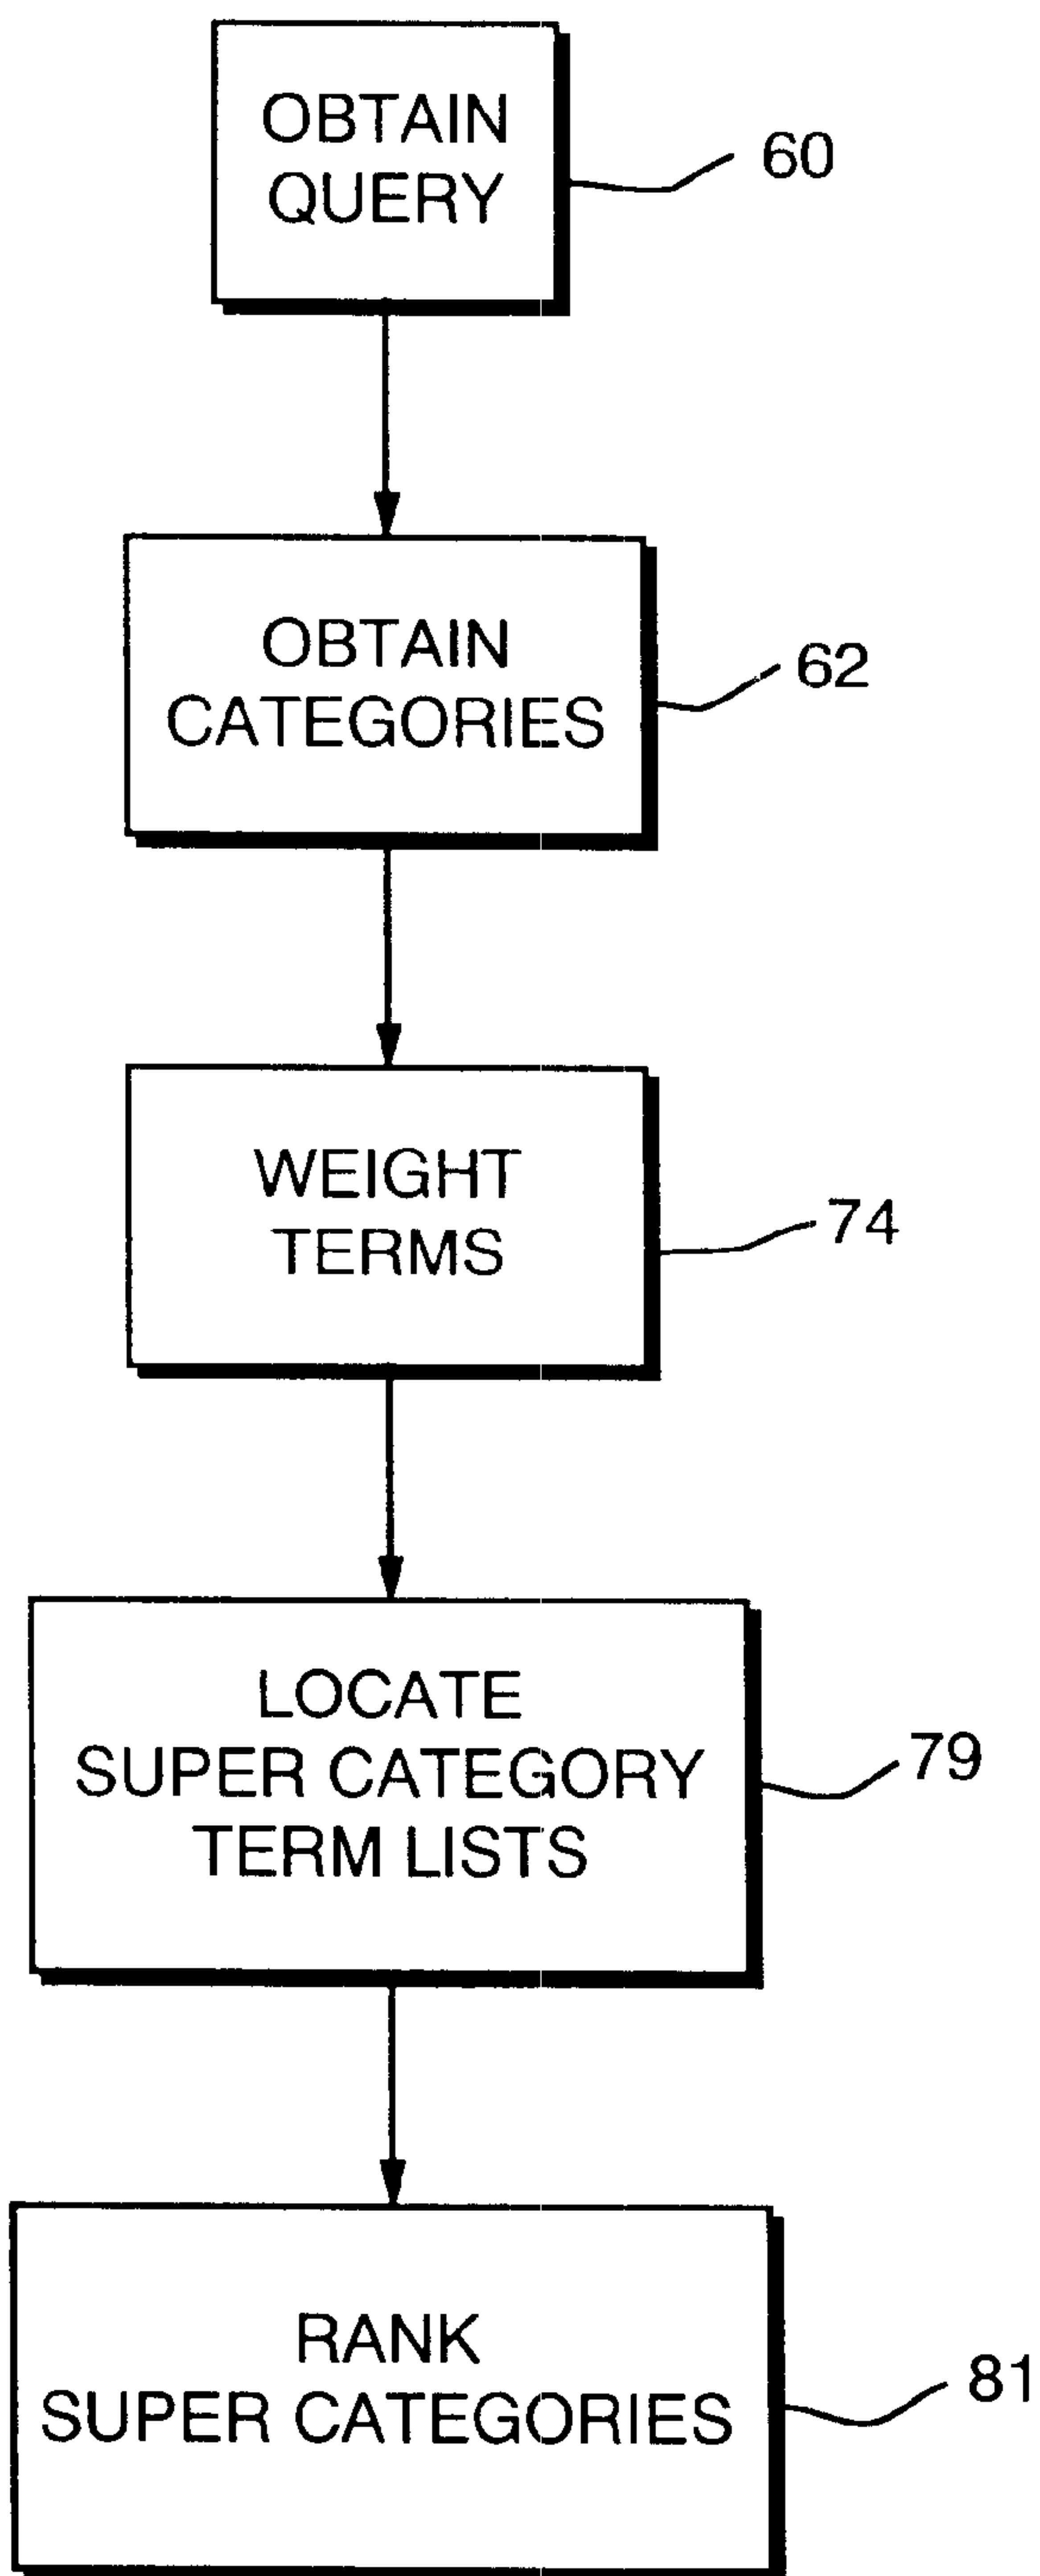 OBTAIN
QUERY
60
OBTAIN
CATEGORIES
62
WEIGHT
TERMS
74
LOCATE
SUPER CATEGORY
TERM LISTS
79
RANK
SUPER CATEGORIES
81